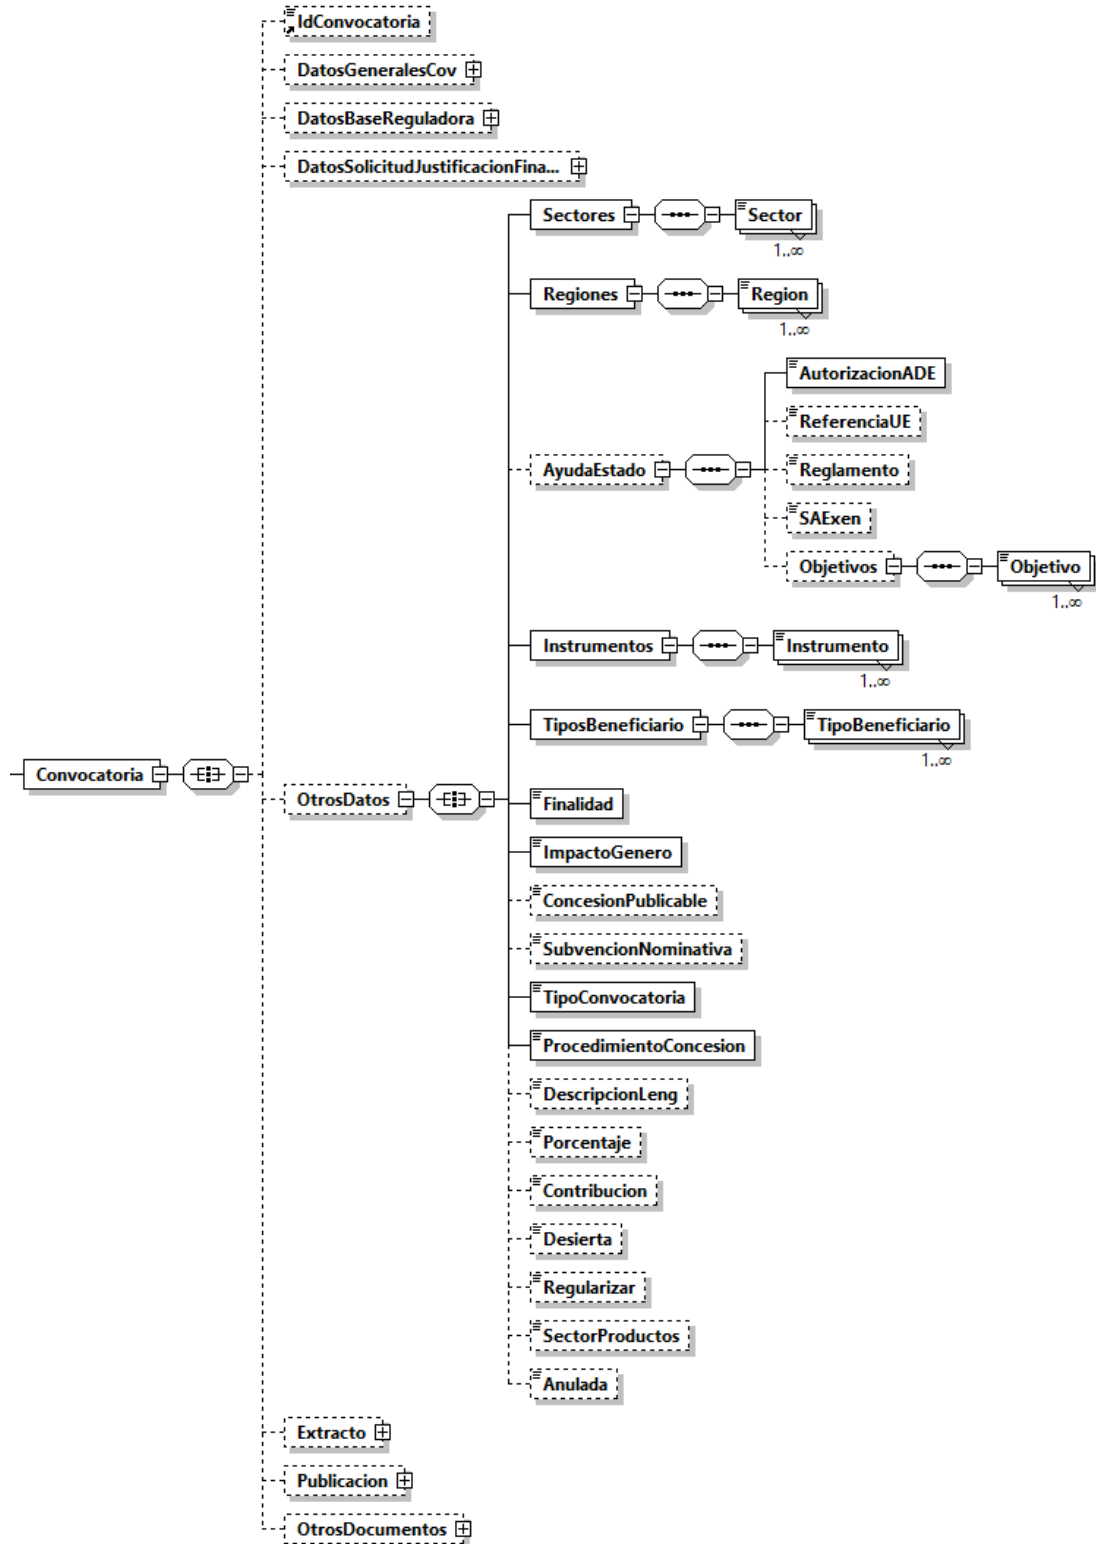 IdConvocatoria
DatosGeneralesCov
DatosBaseReguladora
DatosSolicitudJustificacionFina...
Sectores
Sector
1..∞
Regiones
Region
1..∞
AutorizacionADE
ReferenciaUE
AyudaEstado
Reglamento
SAExen
Objetivos
Objetivo
1..∞
Instrumentos
Instrumento
1..∞
TiposBeneficiario
TipoBeneficiario
1..∞
Convocatoria
OtrosDatos
Finalidad
ImpactoGenero
ConcesionPublicable
SubvencionNominativa
TipoConvocatoria
ProcedimientoConcesion
DescripcionLeng
Porcentaje
Contribucion
Desierta
Regularizar
SectorProductos
Anulada
Extracto
Publicacion
OtrosDocumentos